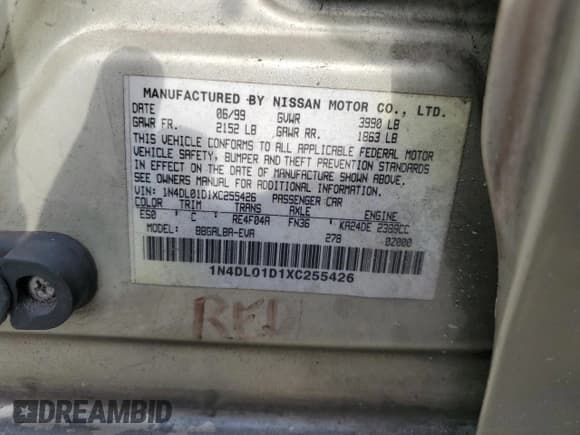 MANUFACTURED BY NISSAN MOTOR CO., LTD.
DATE 06/99 GVWR 3990 LB
GAWR FR. 2152 LB GAWR RR. 1863 LB
THIS VEHICLE CONFORMS TO ALL APPLICABLE FEDERAL MOTOR
VEHICLE SAFETY, BUMPER AND THEFT PREVENTION STANDARDS
IN EFFECT ON THE DATE OF MANUFACTURE SHOWN ABOVE.
SEE OWNERS MANUAL FOR ADDITIONAL INFORMATION.
VIN: 1N4DL01D1XC255426 PASSENGER CAR
COLOR TRIM TRANS AXLE ENGINE
ES0 C RE4F04A FN36 KA24DE 2389CC
MODEL: BBGALBA-EVA 278 02000
1N4DL01D1XC255426
RED
DREAMBID